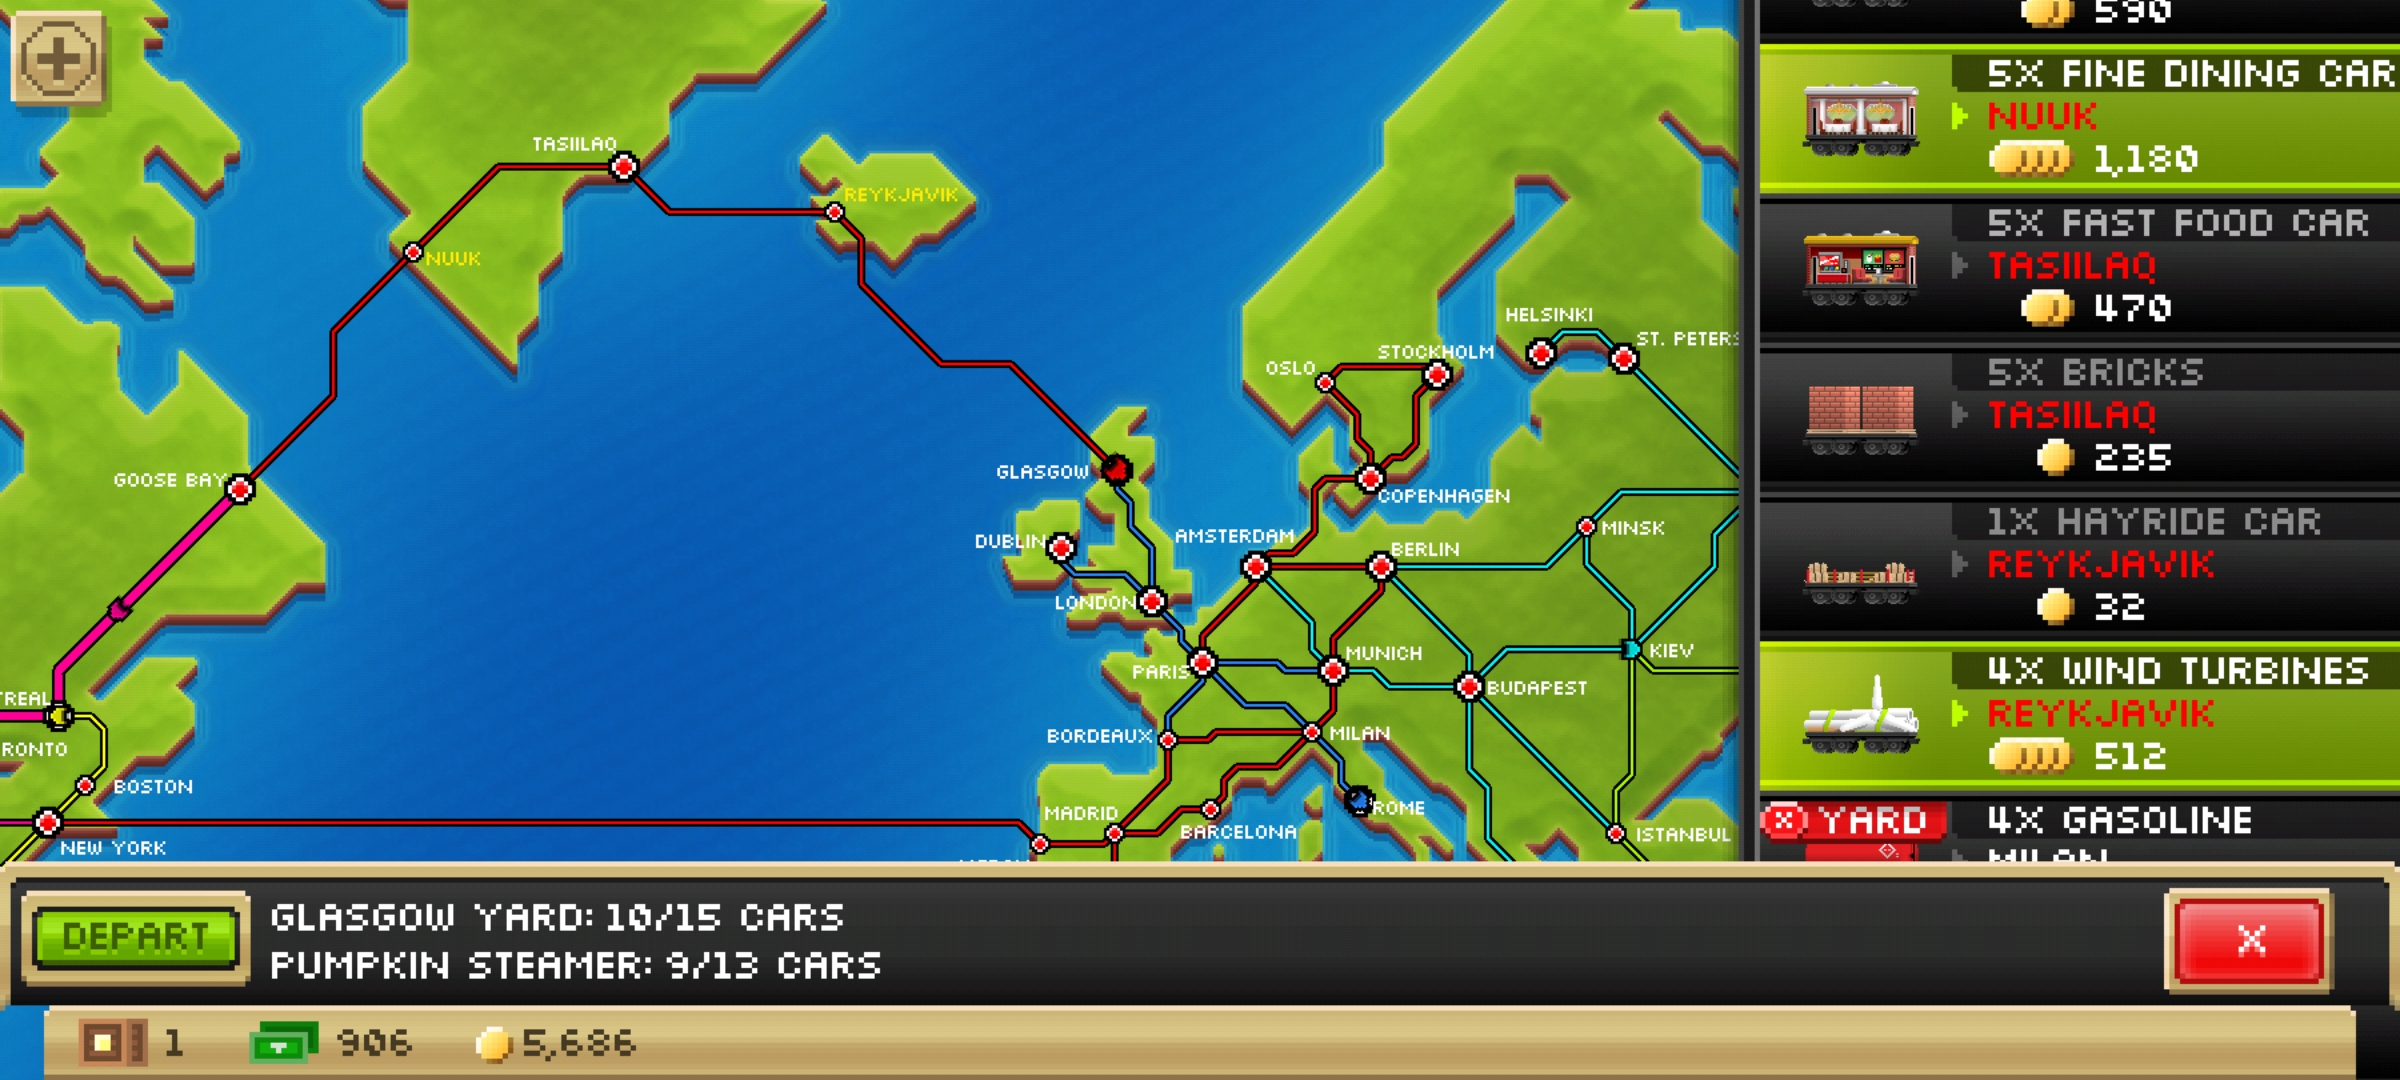 590
5X FINE DINING CAR
NUUK
1,180
5X FAST FOOD CAR
TASIILAQ
470
5X BRICKS
TASIILAQ
235
1X HAYRIDE CAR
REYKJAVIK
32
4X WIND TURBINES
REYKJAVIK
512
YARD
4X GASOLINE
MILAN
TASIILAQ
REYKJAVIK
NUUK
HELSINKI
ST. PETERS
STOCKHOLM
OSLO
GLASGOW
GOOSE BAY
COPENHAGEN
MINSK
DUBLIN
AMSTERDAM
BERLIN
LONDON
MUNICH
KIEV
PARIS
BUDAPEST
TREAL
RONTO
BORDEAUX
MILAN
BOSTON
MADRID
ROME
BARCELONA
ISTANBUL
NEW YORK
DEPART
GLASGOW YARD: 10/15 CARS
PUMPKIN STEAMER: 9/13 CARS
X
1
906
5,686